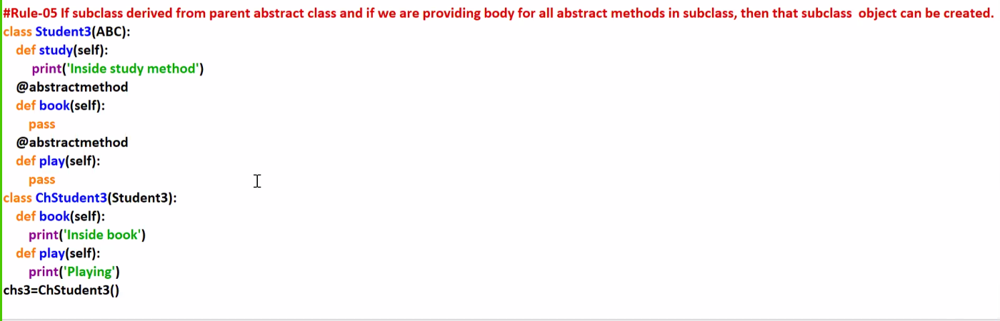 #Rule-05 If subclass derived from parent abstract class and if we are providing body for all abstract methods in subclass, then that subclass  object can be created.
class Student3(ABC):
   def study(self):
      print('Inside study method')
   @abstractmethod
   def book(self):
      pass
   @abstractmethod
   def play(self):
      pass
class ChStudent3(Student3):
   def book(self):
      print('Inside book')
   def play(self):
      print('Playing')
chs3=ChStudent3()